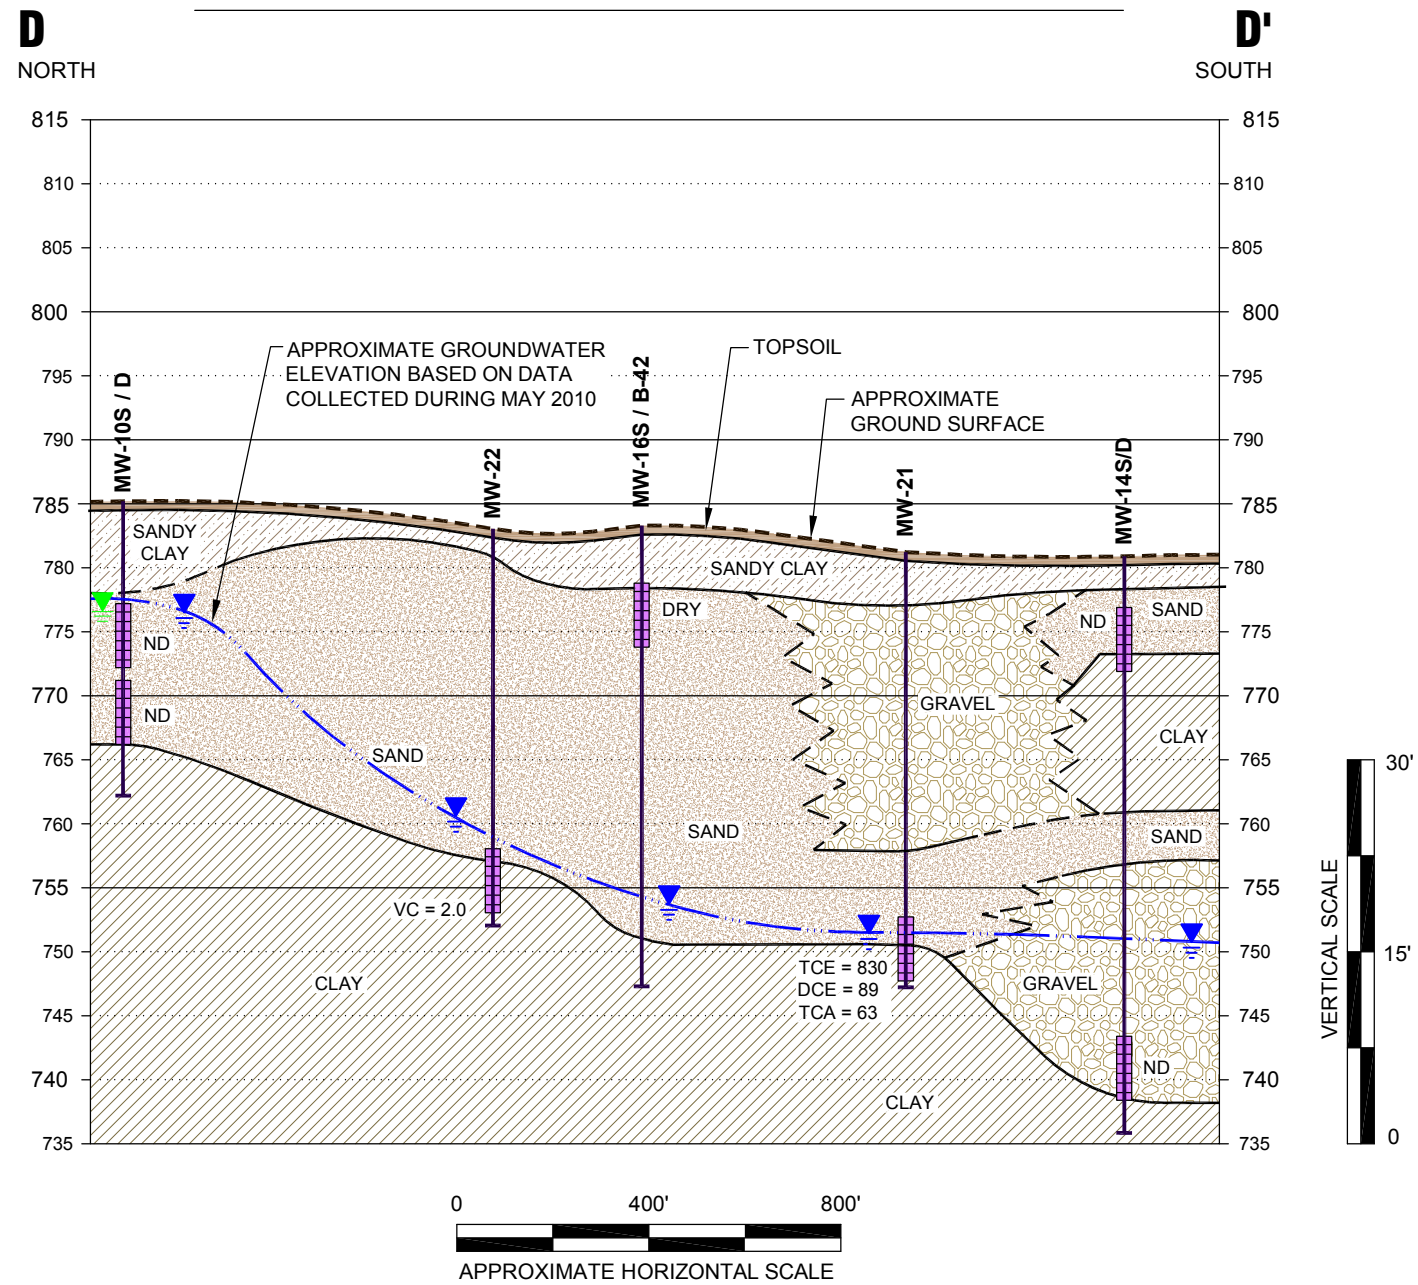 D
D'
NORTH
SOUTH
815
815
810
810
805
805
800
800
APPROXIMATE GROUNDWATER
ELEVATION BASED ON DATA
COLLECTED DURING MAY 2010
TOPSOIL
795
795
APPROXIMATE
GROUND SURFACE
790
790
MW-10S / D
MW-22
MW-16S / B-42
MW-21
MW-14S/D
785
785
SANDY
CLAY
780
SANDY CLAY
780
DRY
ND
SAND
775
ND
775
770
ND
GRAVEL
770
CLAY
765
SAND
765
30'
760
SAND
SAND
760
755
755
VC = 2.0
VERTICAL SCALE
750
750
15'
TCE = 830
DCE = 89
TCA = 63
CLAY
GRAVEL
745
745
ND
740
740
CLAY
735
735
0
0
400'
800'
APPROXIMATE HORIZONTAL SCALE